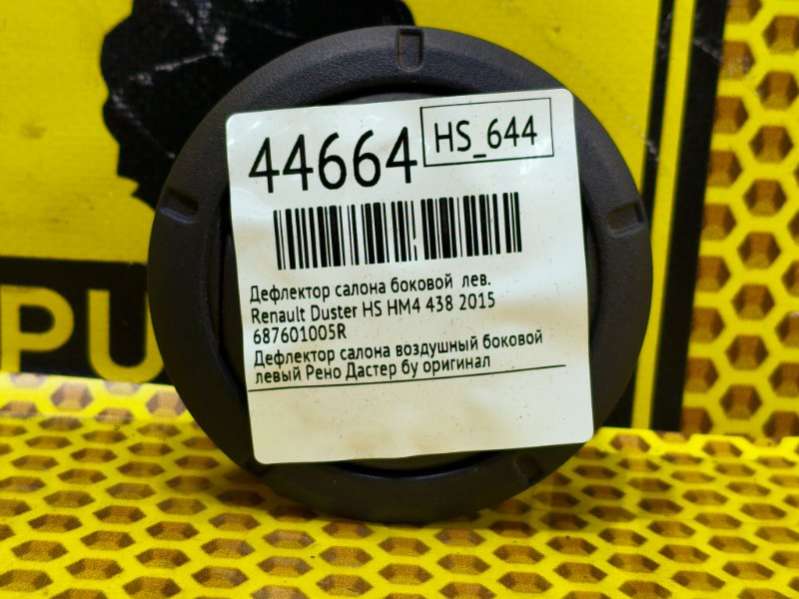 44664
HS_644
Дефлектор салона боковой лев.
Renault Duster HS HM4 438 2015
687601005R
Дефлектор салона воздушный боковой
левый Рено Дастер бу оригинал
PU